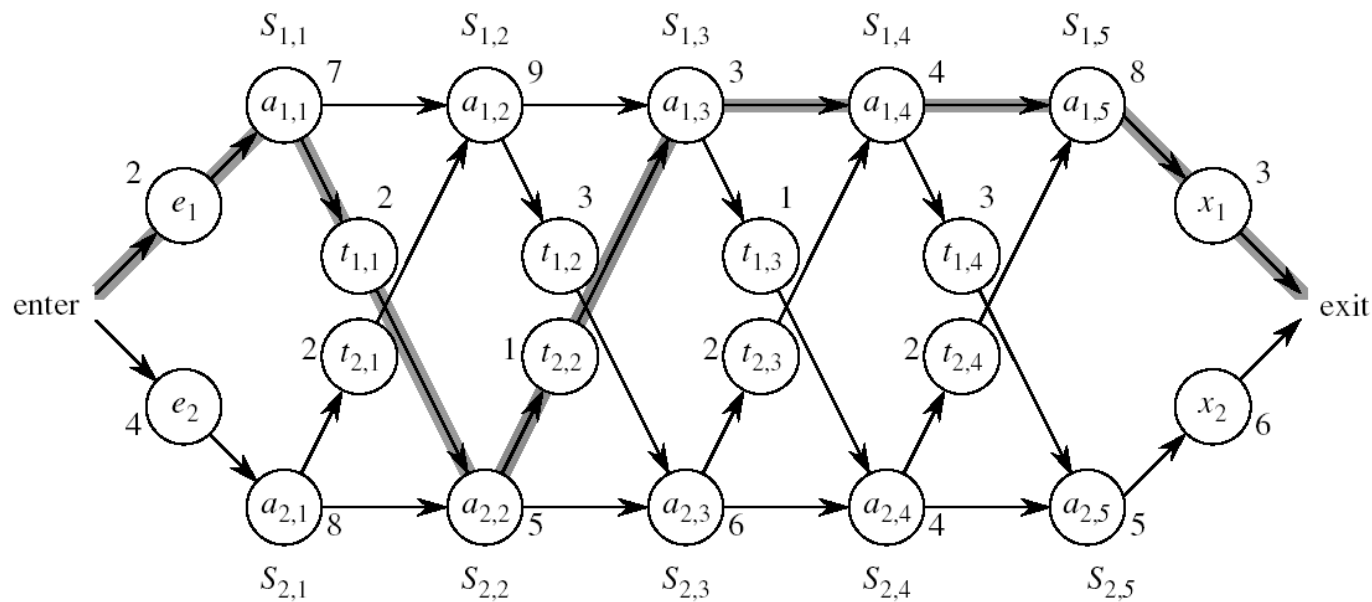 S1,1 S1,2 S1,3 S1,4 S1,5
7 9 3 4 8
a1,1 a1,2 a1,3 a1,4 a1,5
2 3
e1 2 3 1 3 x1
t1,1 t1,2 t1,3 t1,4
enter exit
2 t2,1 1 t2,2 2 t2,3 2 t2,4
e2 x2
4 6
a2,1 a2,2 a2,3 a2,4 a2,5
8 5 6 4 5
S2,1 S2,2 S2,3 S2,4 S2,5